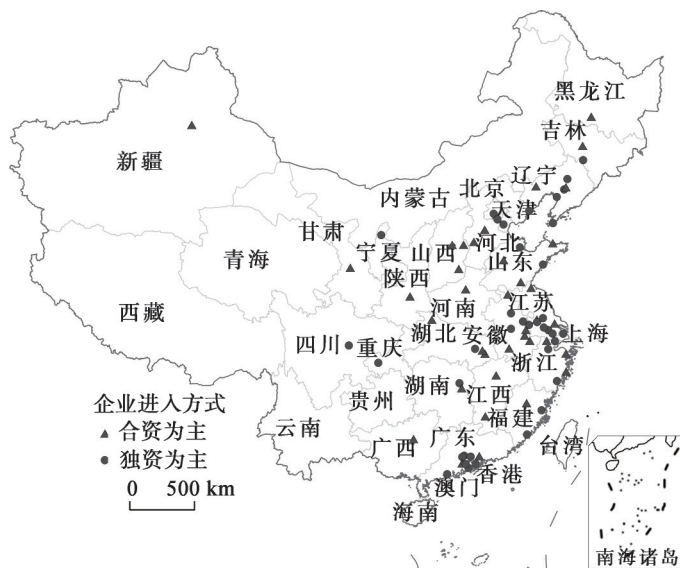 黑龙江
吉林
新疆
辽宁
北京
内蒙古
天津
甘肃
河北
宁夏
山西
青海
山东
陕西
西藏
河南
江苏
四川
重庆
湖北
安徽
上海
浙江
湖南
江西
企业进入方式
贵州
福建
合资为主
云南
广西
广东
台湾
独资为主
香港
0 500 km
澳门
海南
南海诸岛